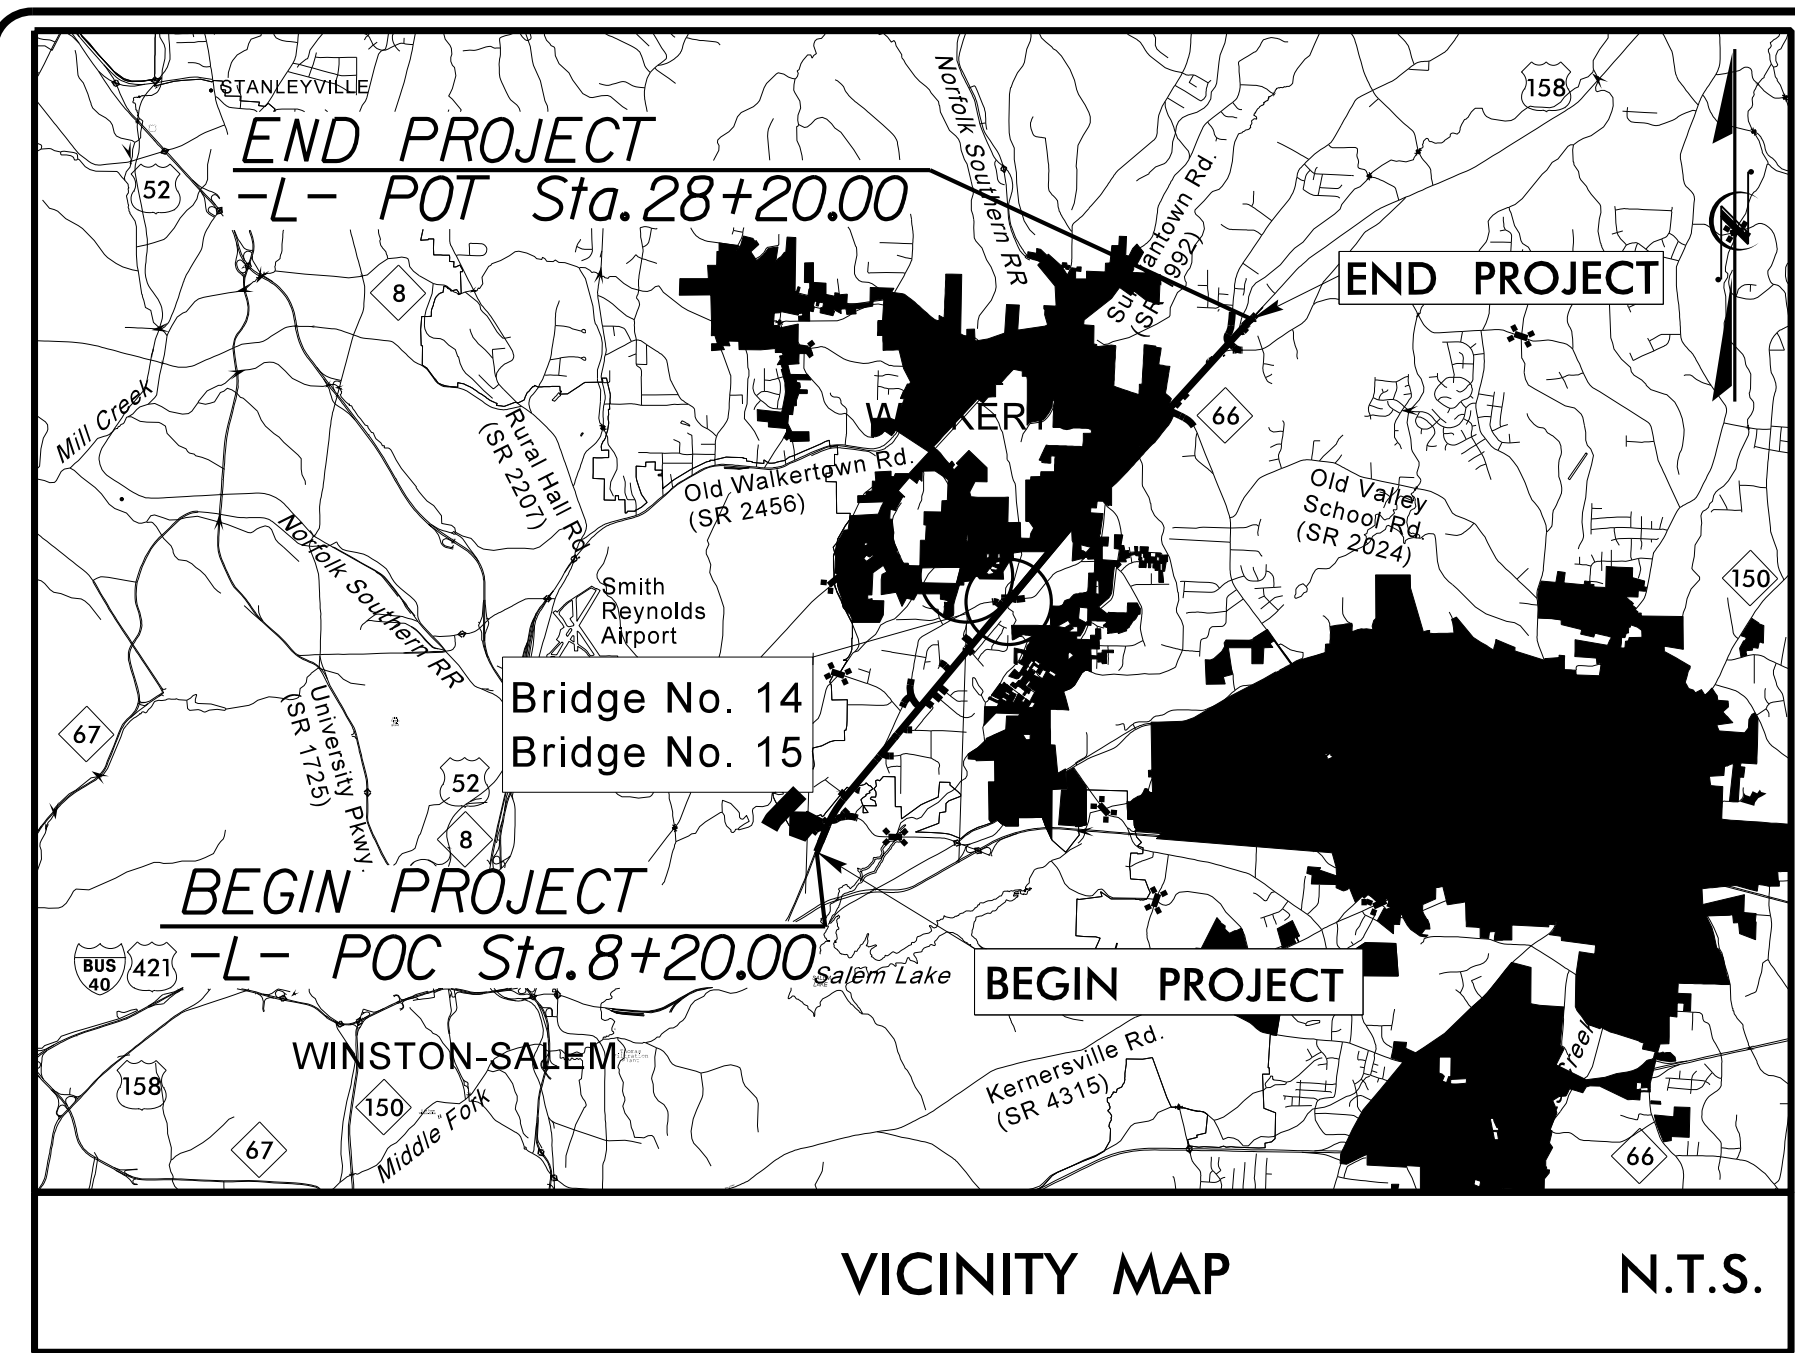 STANLEYVILLE
END PROJECT
-L- POT Sta. 28+20.00
52
8
Norfolk Southern RR
158
END PROJECT
66
Mill Creek
Rural Hall Rd.
(SR 2207)
Old Walkertown Rd.
(SR 2456)
Old Valley
School Rd.
(SR 2024)
150
Norfolk Southern RR
Smith
Reynolds
Airport
University Pkwy.
(SR 1725)
67
52
8
Bridge No. 14
Bridge No. 15
BEGIN PROJECT
-L- POC Sta. 8+20.00
BUS
40
421
Salem Lake
BEGIN PROJECT
WINSTON-SALEM
158
150
67
Middle Fork
Kernersville Rd.
(SR 4315)
66
VICINITY MAP
N.T.S.